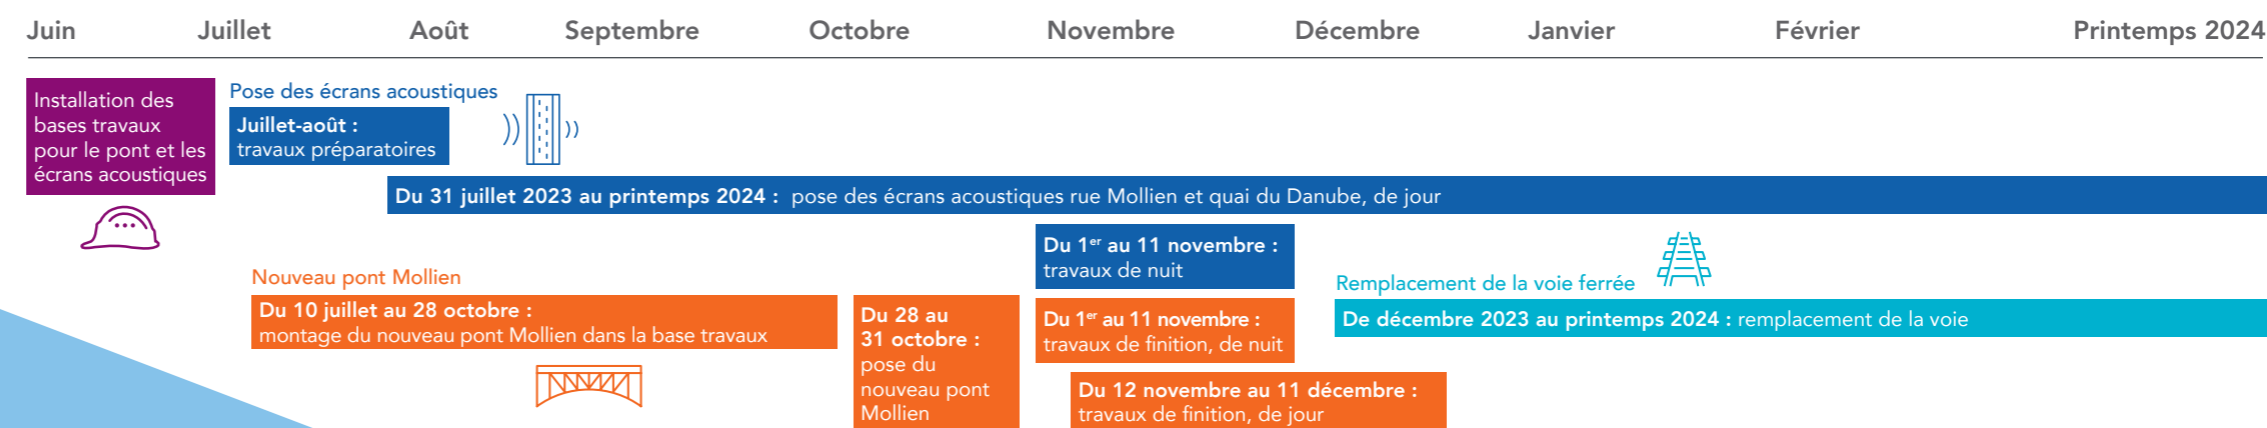 Juin Juillet Août Septembre Octobre Novembre Décembre Janvier Février Printemps 2024
Installation des
bases travaux
pour le pont et les
écrans acoustiques
Pose des écrans acoustiques
Juillet-août :
travaux préparatoires
Du 31 juillet 2023 au printemps 2024 : pose des écrans acoustiques rue Mollien et quai du Danube, de jour
Du 1er au 11 novembre :
travaux de nuit
Nouveau pont Mollien
Du 10 juillet au 28 octobre :
montage du nouveau pont Mollien dans la base travaux
Du 28 au
31 octobre :
pose du
nouveau pont
Mollien
Du 1er au 11 novembre :
travaux de finition, de nuit
Du 12 novembre au 11 décembre :
travaux de finition, de jour
Remplacement de la voie ferrée
De décembre 2023 au printemps 2024 : remplacement de la voie